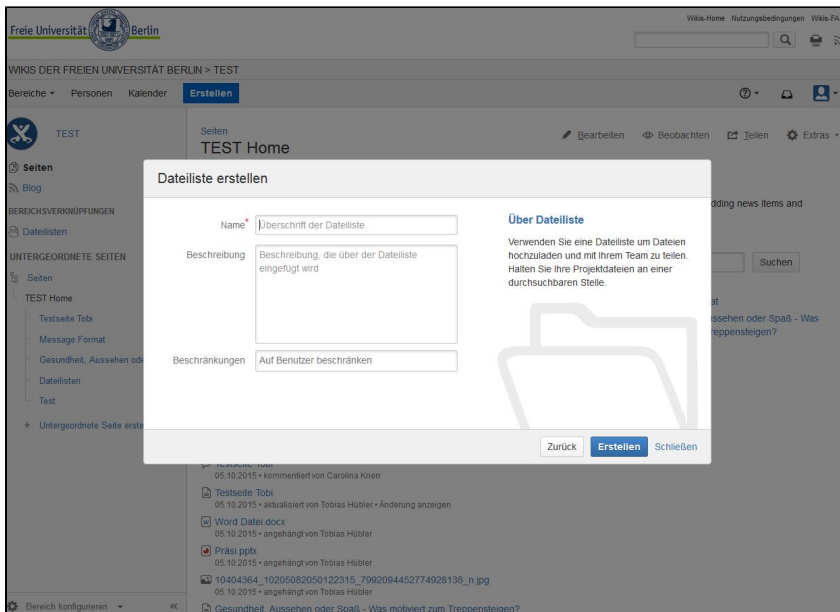 Freie Universität Berlin
Wikis-Home Nutzungsbedingungen Wikis-FA
WIKIS DER FREIEN UNIVERSITÄT BERLIN > TEST
Bereiche Personen Kalender Erstellen
TEST
Seiten
Blog
BEREICHSVERKNÜPFUNGEN
Dateilisten
UNTERGEORDNETE SEITEN
Seiten
TEST Home
Testseite Tobi
Message Format
Gesundheit, Aussehen ode
Dateilisten
Test
+ Untergeordnete Seite erste
Bereich konfigurieren
Seiten
TEST Home
Bearbeiten Beobachten Teilen Extras
dding news items and
Suchen
at
ssehen oder Spaß - Was
reppensteigen?
Dateiliste erstellen
Name*
Überschrift der Dateiliste
Beschreibung
Beschreibung, die über der Dateiliste
eingefügt wird
Beschränkungen
Auf Benutzer beschränken
Über Dateiliste
Verwenden Sie eine Dateiliste um Dateien
hochzuladen und mit Ihrem Team zu teilen.
Halten Sie Ihre Projektdateien an einer
durchsuchbaren Stelle.
Zurück Erstellen Schließen
Testseite Tobi
05.10.2015 • kommentiert von Carolina Knerr
Testseite Tobi
05.10.2015 • aktualisiert von Tobias Hübler • Änderung anzeigen
Word Datei.docx
05.10.2015 • angehängt von Tobias Hübler
Präsi.pptx
05.10.2015 • angehängt von Tobias Hübler
10404364_10205082050122315_7992094452774928138_n.jpg
05.10.2015 • angehängt von Tobias Hübler
Gesundheit, Aussehen oder Spaß - Was motiviert zum Treppensteigen?